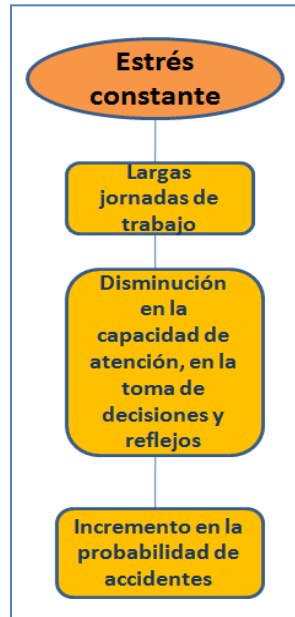 Estrés
constante
Largas
jornadas de
trabajo
Disminución
en la
capacidad de
atención, en la
toma de
decisiones y
reflejos
Incremento en la
probabilidad de
accidentes